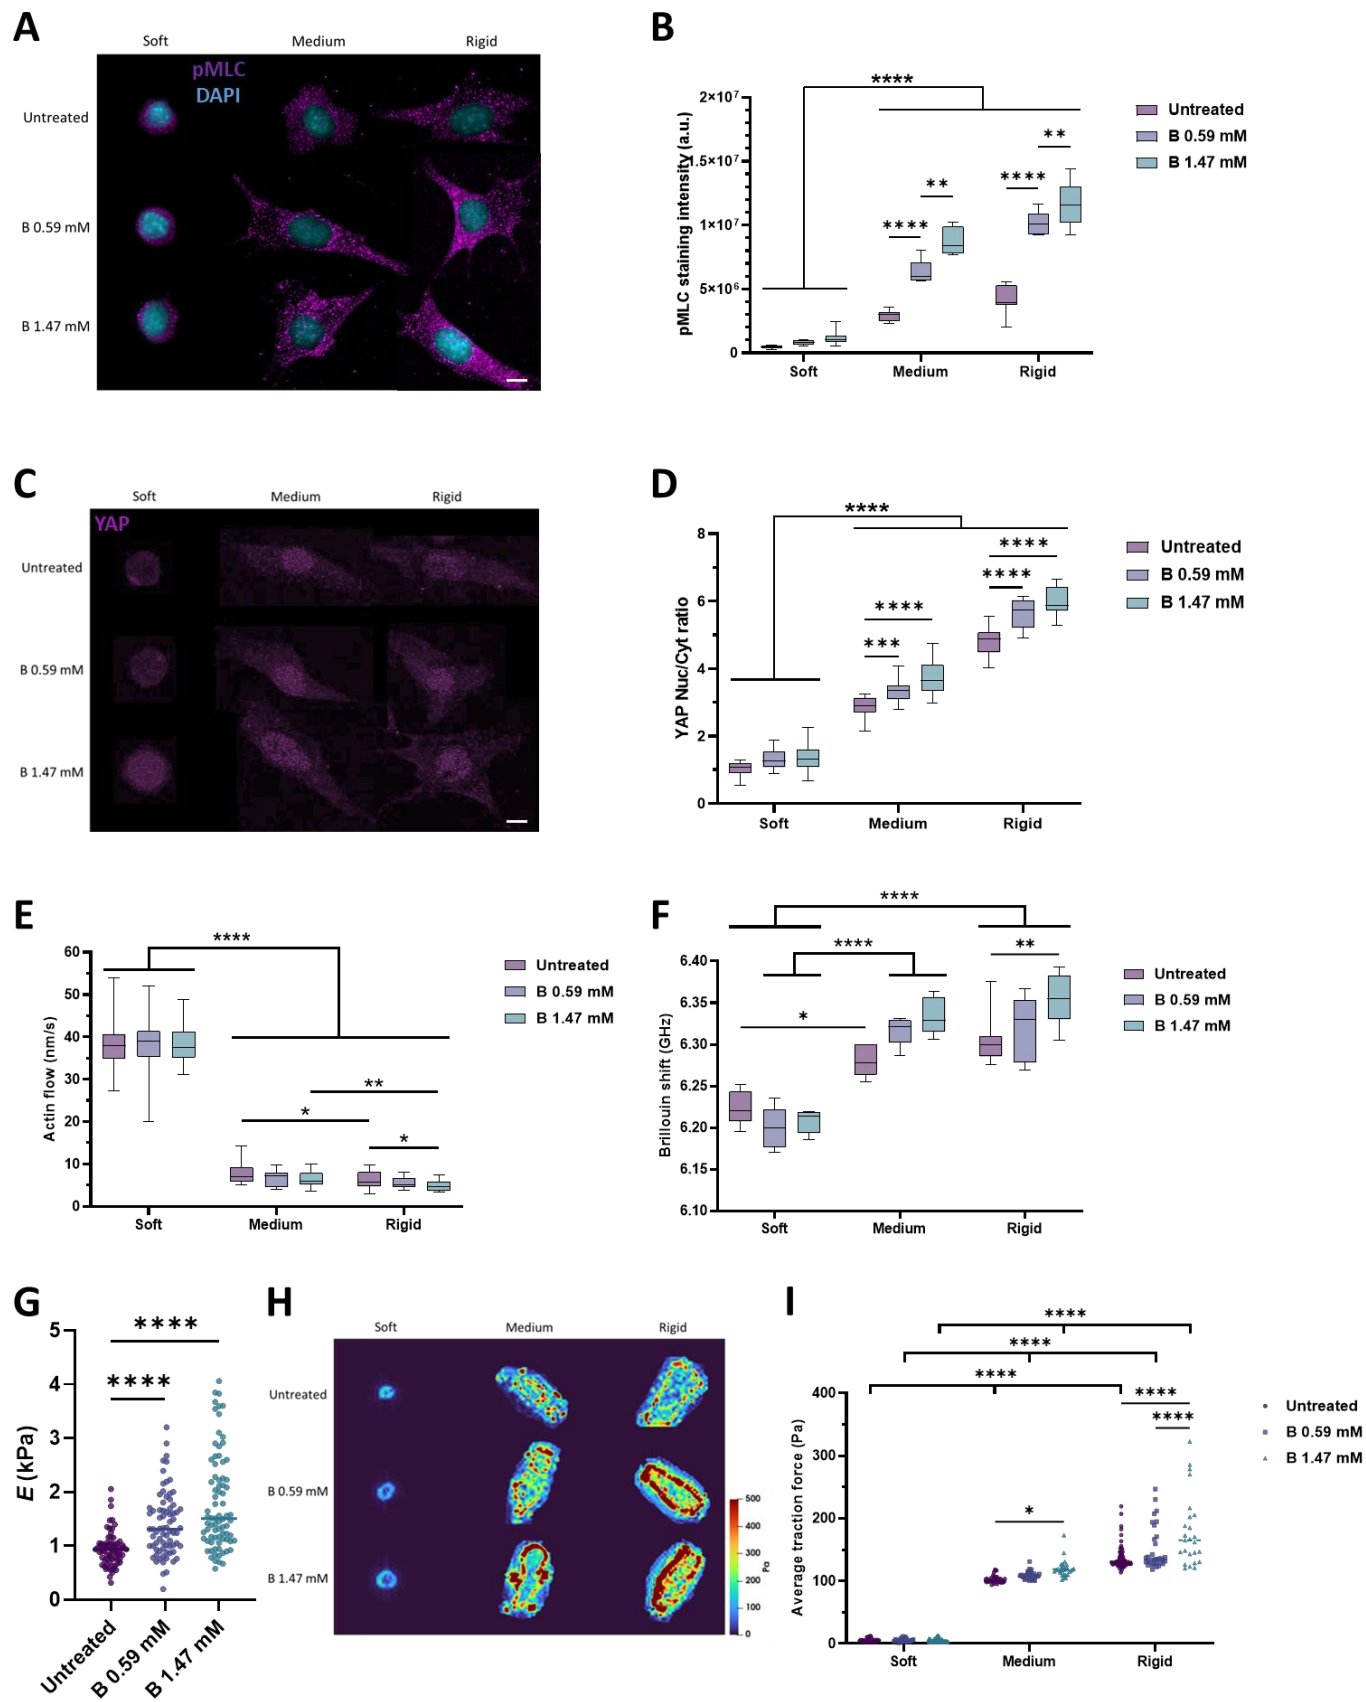 A
Soft Medium Rigid
pMLC
DAPI
Untreated
B 0.59 mM
B 1.47 mM
B
****
2×10⁷
1.5×10⁷
1×10⁷
5×10⁶
0
pMLC staining intensity (a.u.)
**** **
**** **
Soft Medium Rigid
Untreated
B 0.59 mM
B 1.47 mM
C
Soft Medium Rigid
YAP
Untreated
B 0.59 mM
B 1.47 mM
D
****
8
6
4
2
0
YAP Nuc/Cyt ratio
****
***
****
****
Soft Medium Rigid
Untreated
B 0.59 mM
B 1.47 mM
E
****
60
50
40
30
20
10
0
Actin flow (nm/s)
**
*
*
Soft Medium Rigid
Untreated
B 0.59 mM
B 1.47 mM
F
****
****
**
*
6.40
6.35
6.30
6.25
6.20
6.15
6.10
Brillouin shift (GHz)
Soft Medium Rigid
Untreated
B 0.59 mM
B 1.47 mM
G
****
****
5
4
3
2
1
0
E (kPa)
Untreated
B 0.59 mM
B 1.47 mM
H
Soft Medium Rigid
Untreated
B 0.59 mM
B 1.47 mM
500
400
300
200
100
0
Pa
I
****
****
****
****
****
*
400
300
200
100
0
Average traction force (Pa)
Soft Medium Rigid
Untreated
B 0.59 mM
B 1.47 mM